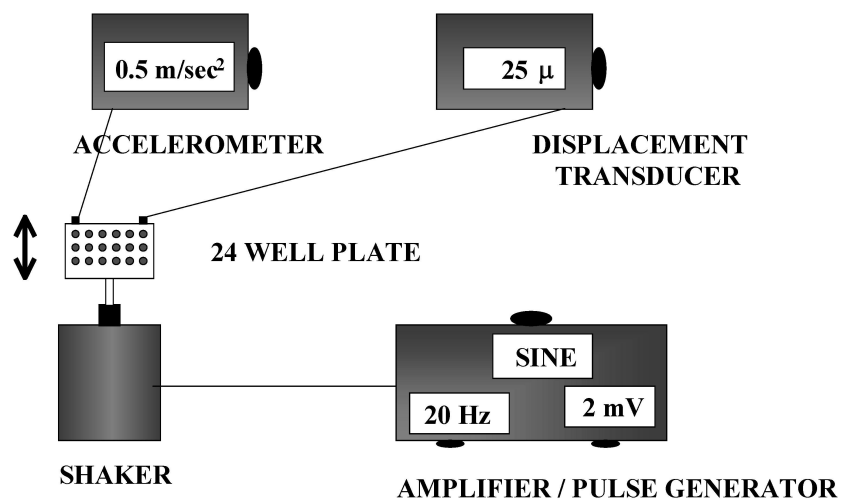 0.5 m/sec²
25 μ
ACCELEROMETER
DISPLACEMENT
TRANSDUCER
24 WELL PLATE
SINE
20 Hz
2 mV
SHAKER
AMPLIFIER / PULSE GENERATOR